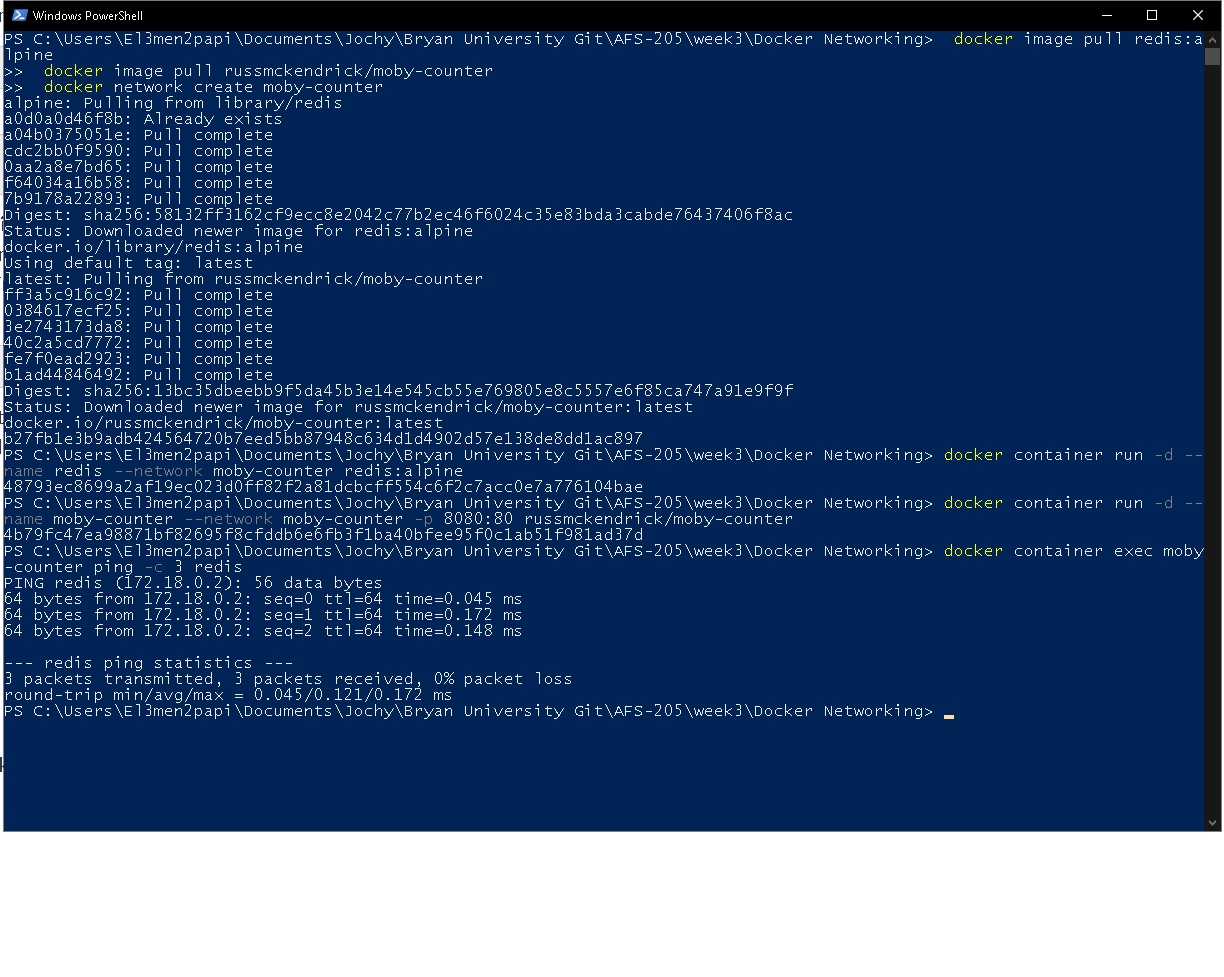 Windows PowerShell
PS C:\Users\El3men2papi\Documents\Jochy\Bryan University Git\AFS-205\week3\Docker Networking>  docker image pull redis:a
lpine
>>  docker image pull russmckendrick/moby-counter
>>  docker network create moby-counter
alpine: Pulling from library/redis
a0d0a0d46f8b: Already exists
a04b0375051e: Pull complete
cdc2bb0f9590: Pull complete
0aa2a8e7bd65: Pull complete
f64034a16b58: Pull complete
7b9178a22893: Pull complete
Digest: sha256:58132ff3162cf9ecc8e2042c77b2ec46f6024c35e83bda3cabde76437406f8ac
Status: Downloaded newer image for redis:alpine
docker.io/library/redis:alpine
Using default tag: latest
latest: Pulling from russmckendrick/moby-counter
ff3a5c916c92: Pull complete
0384617ecf25: Pull complete
3e2743173da8: Pull complete
40c2a5cd7772: Pull complete
fe7f0ead2923: Pull complete
b1ad44846492: Pull complete
Digest: sha256:13bc35dbeebb9f5da45b3e14e545cb55e769805e8c5557e6f85ca747a91e9f9f
Status: Downloaded newer image for russmckendrick/moby-counter:latest
docker.io/russmckendrick/moby-counter:latest
b27fb1e3b9adb424564720b7eed5bb87948c634d1d4902d57e138de8dd1ac897
PS C:\Users\El3men2papi\Documents\Jochy\Bryan University Git\AFS-205\week3\Docker Networking> docker container run -d --
name redis --network moby-counter redis:alpine
48793ec8699a2af19ec023d0ff82f2a81dcbcff554c6f2c7acc0e7a776104bae
PS C:\Users\El3men2papi\Documents\Jochy\Bryan University Git\AFS-205\week3\Docker Networking> docker container run -d --
name moby-counter --network moby-counter -p 8080:80 russmckendrick/moby-counter
4b79fc47ea98871bf82695f8cfddb6e6fb3f1ba40bfee95f0c1ab51f981ad37d
PS C:\Users\El3men2papi\Documents\Jochy\Bryan University Git\AFS-205\week3\Docker Networking> docker container exec moby
-counter ping -c 3 redis
PING redis (172.18.0.2): 56 data bytes
64 bytes from 172.18.0.2: seq=0 ttl=64 time=0.045 ms
64 bytes from 172.18.0.2: seq=1 ttl=64 time=0.172 ms
64 bytes from 172.18.0.2: seq=2 ttl=64 time=0.148 ms
--- redis ping statistics ---
3 packets transmitted, 3 packets received, 0% packet loss
round-trip min/avg/max = 0.045/0.121/0.172 ms
PS C:\Users\El3men2papi\Documents\Jochy\Bryan University Git\AFS-205\week3\Docker Networking>